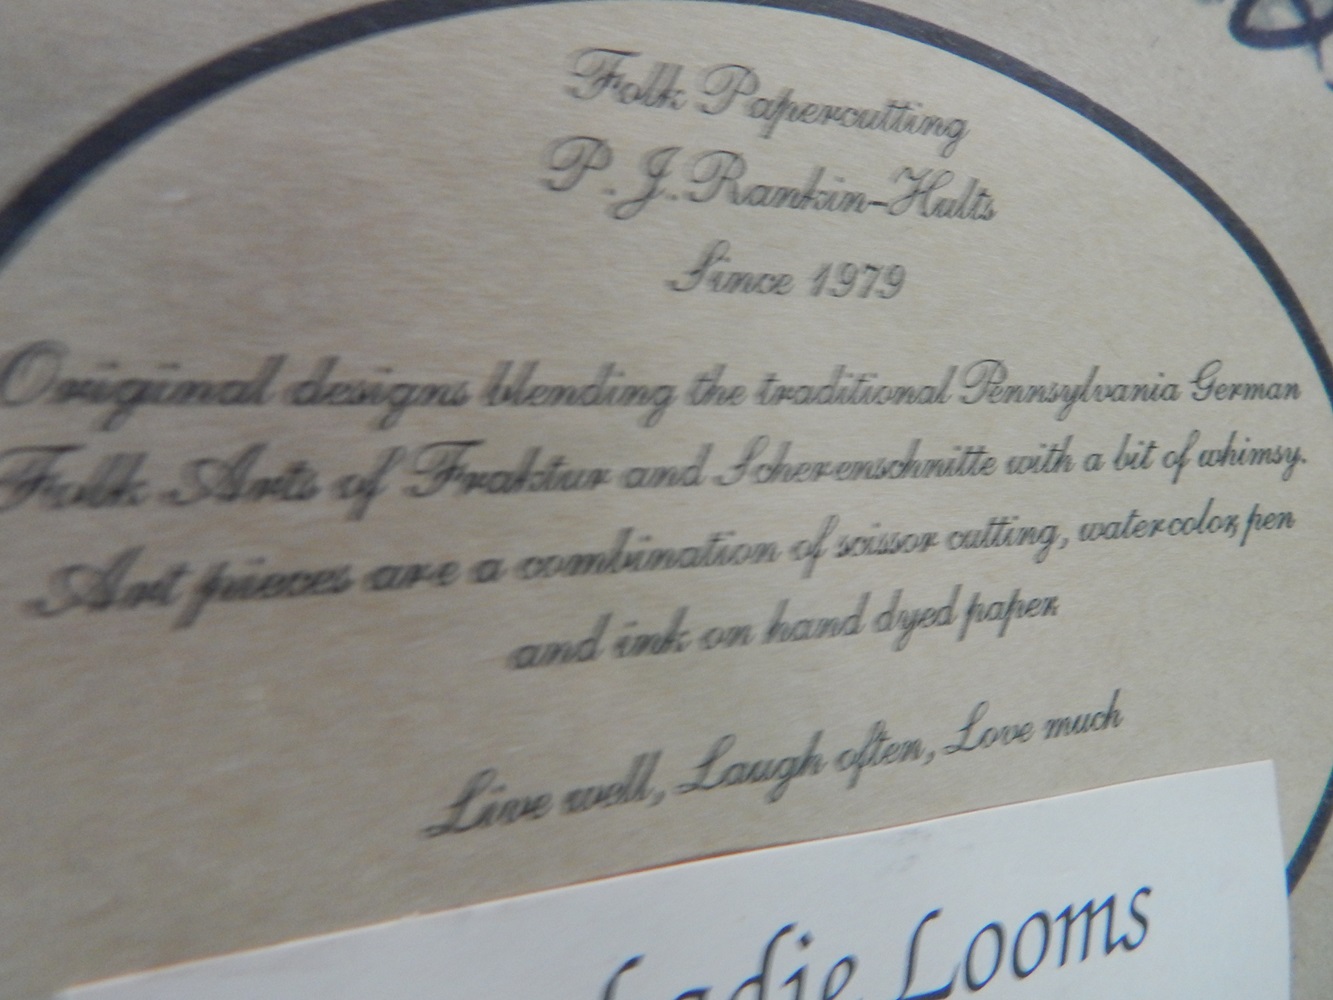 Folk Papercutting
P. J. Rankin-Hults
Since 1979
Original designs blending the traditional Pennsylvania German
Folk Arts of Fraktur and Scherenschnitte with a bit of whimsy.
Art pieces are a combination of scissor cutting, watercolor, pen
and ink on hand dyed paper.
Live well, Laugh often, Love much
Looms